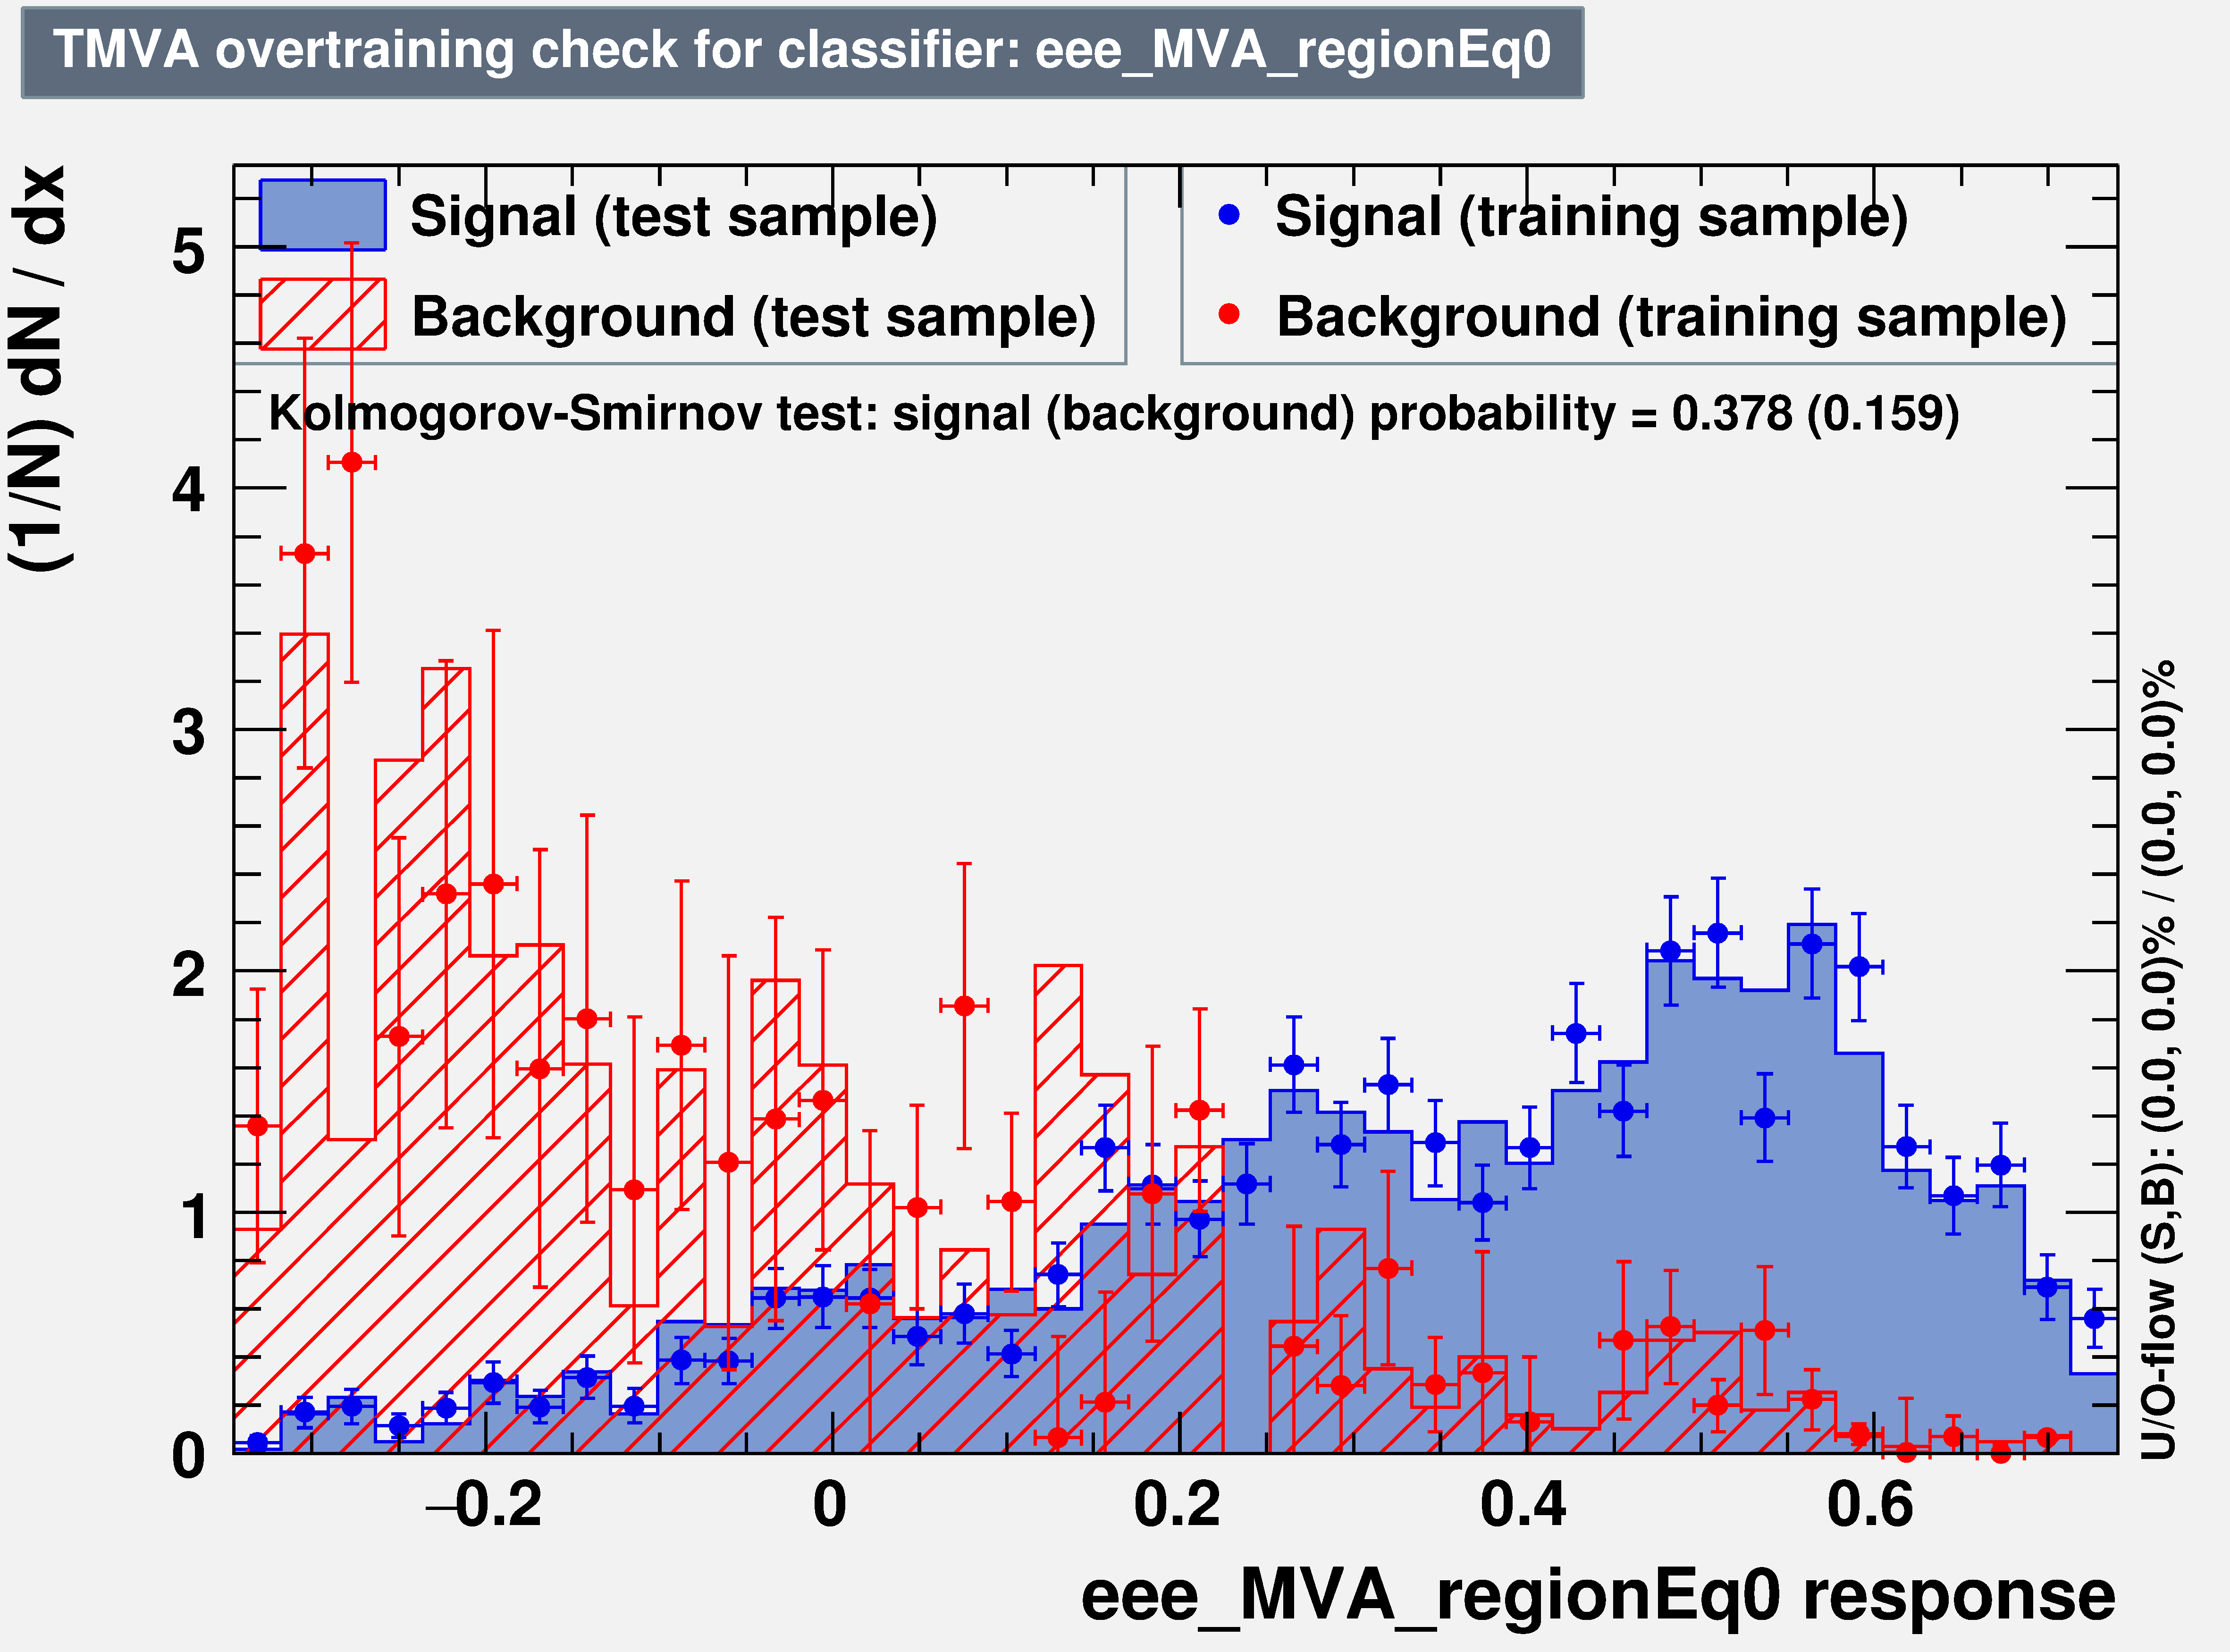 TMVA overtraining check for classifier: eee_MVA_regionEq0
(1/N) dN / dx
Signal (test sample)
Background (test sample)
Signal (training sample)
Background (training sample)
Kolmogorov-Smirnov test: signal (background) probability = 0.378 (0.159)
5
4
3
2
1
0
−0.2 0 0.2 0.4 0.6
eee_MVA_regionEq0 response
U/O-flow (S,B): (0.0, 0.0)% / (0.0, 0.0)%